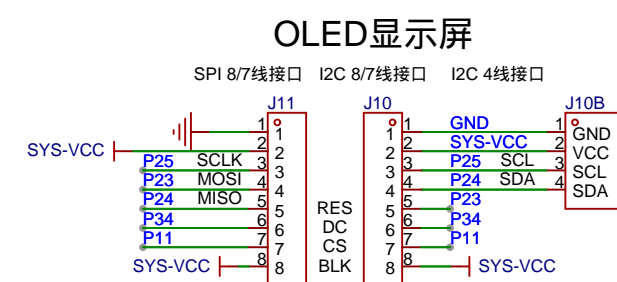 OLED显示屏
SPI 8/7线接口 I2C 8/7线接口 I2C 4线接口
J11 J10 J10B
1 1 1 1 GND 1 GND
SYS-VCC 2 2 2 2 SYS-VCC 2 VCC
P25 SCLK 3 3 3 3 P25 SCL 3 SCL
P23 MOSI 4 4 4 4 P24 SDA 4 SDA
P24 MISO 5 5 RES 5 5 P23
P34 6 6 DC 6 6 P34
P11 7 7 CS 7 7 P11
SYS-VCC 8 8 BLK 8 8 SYS-VCC